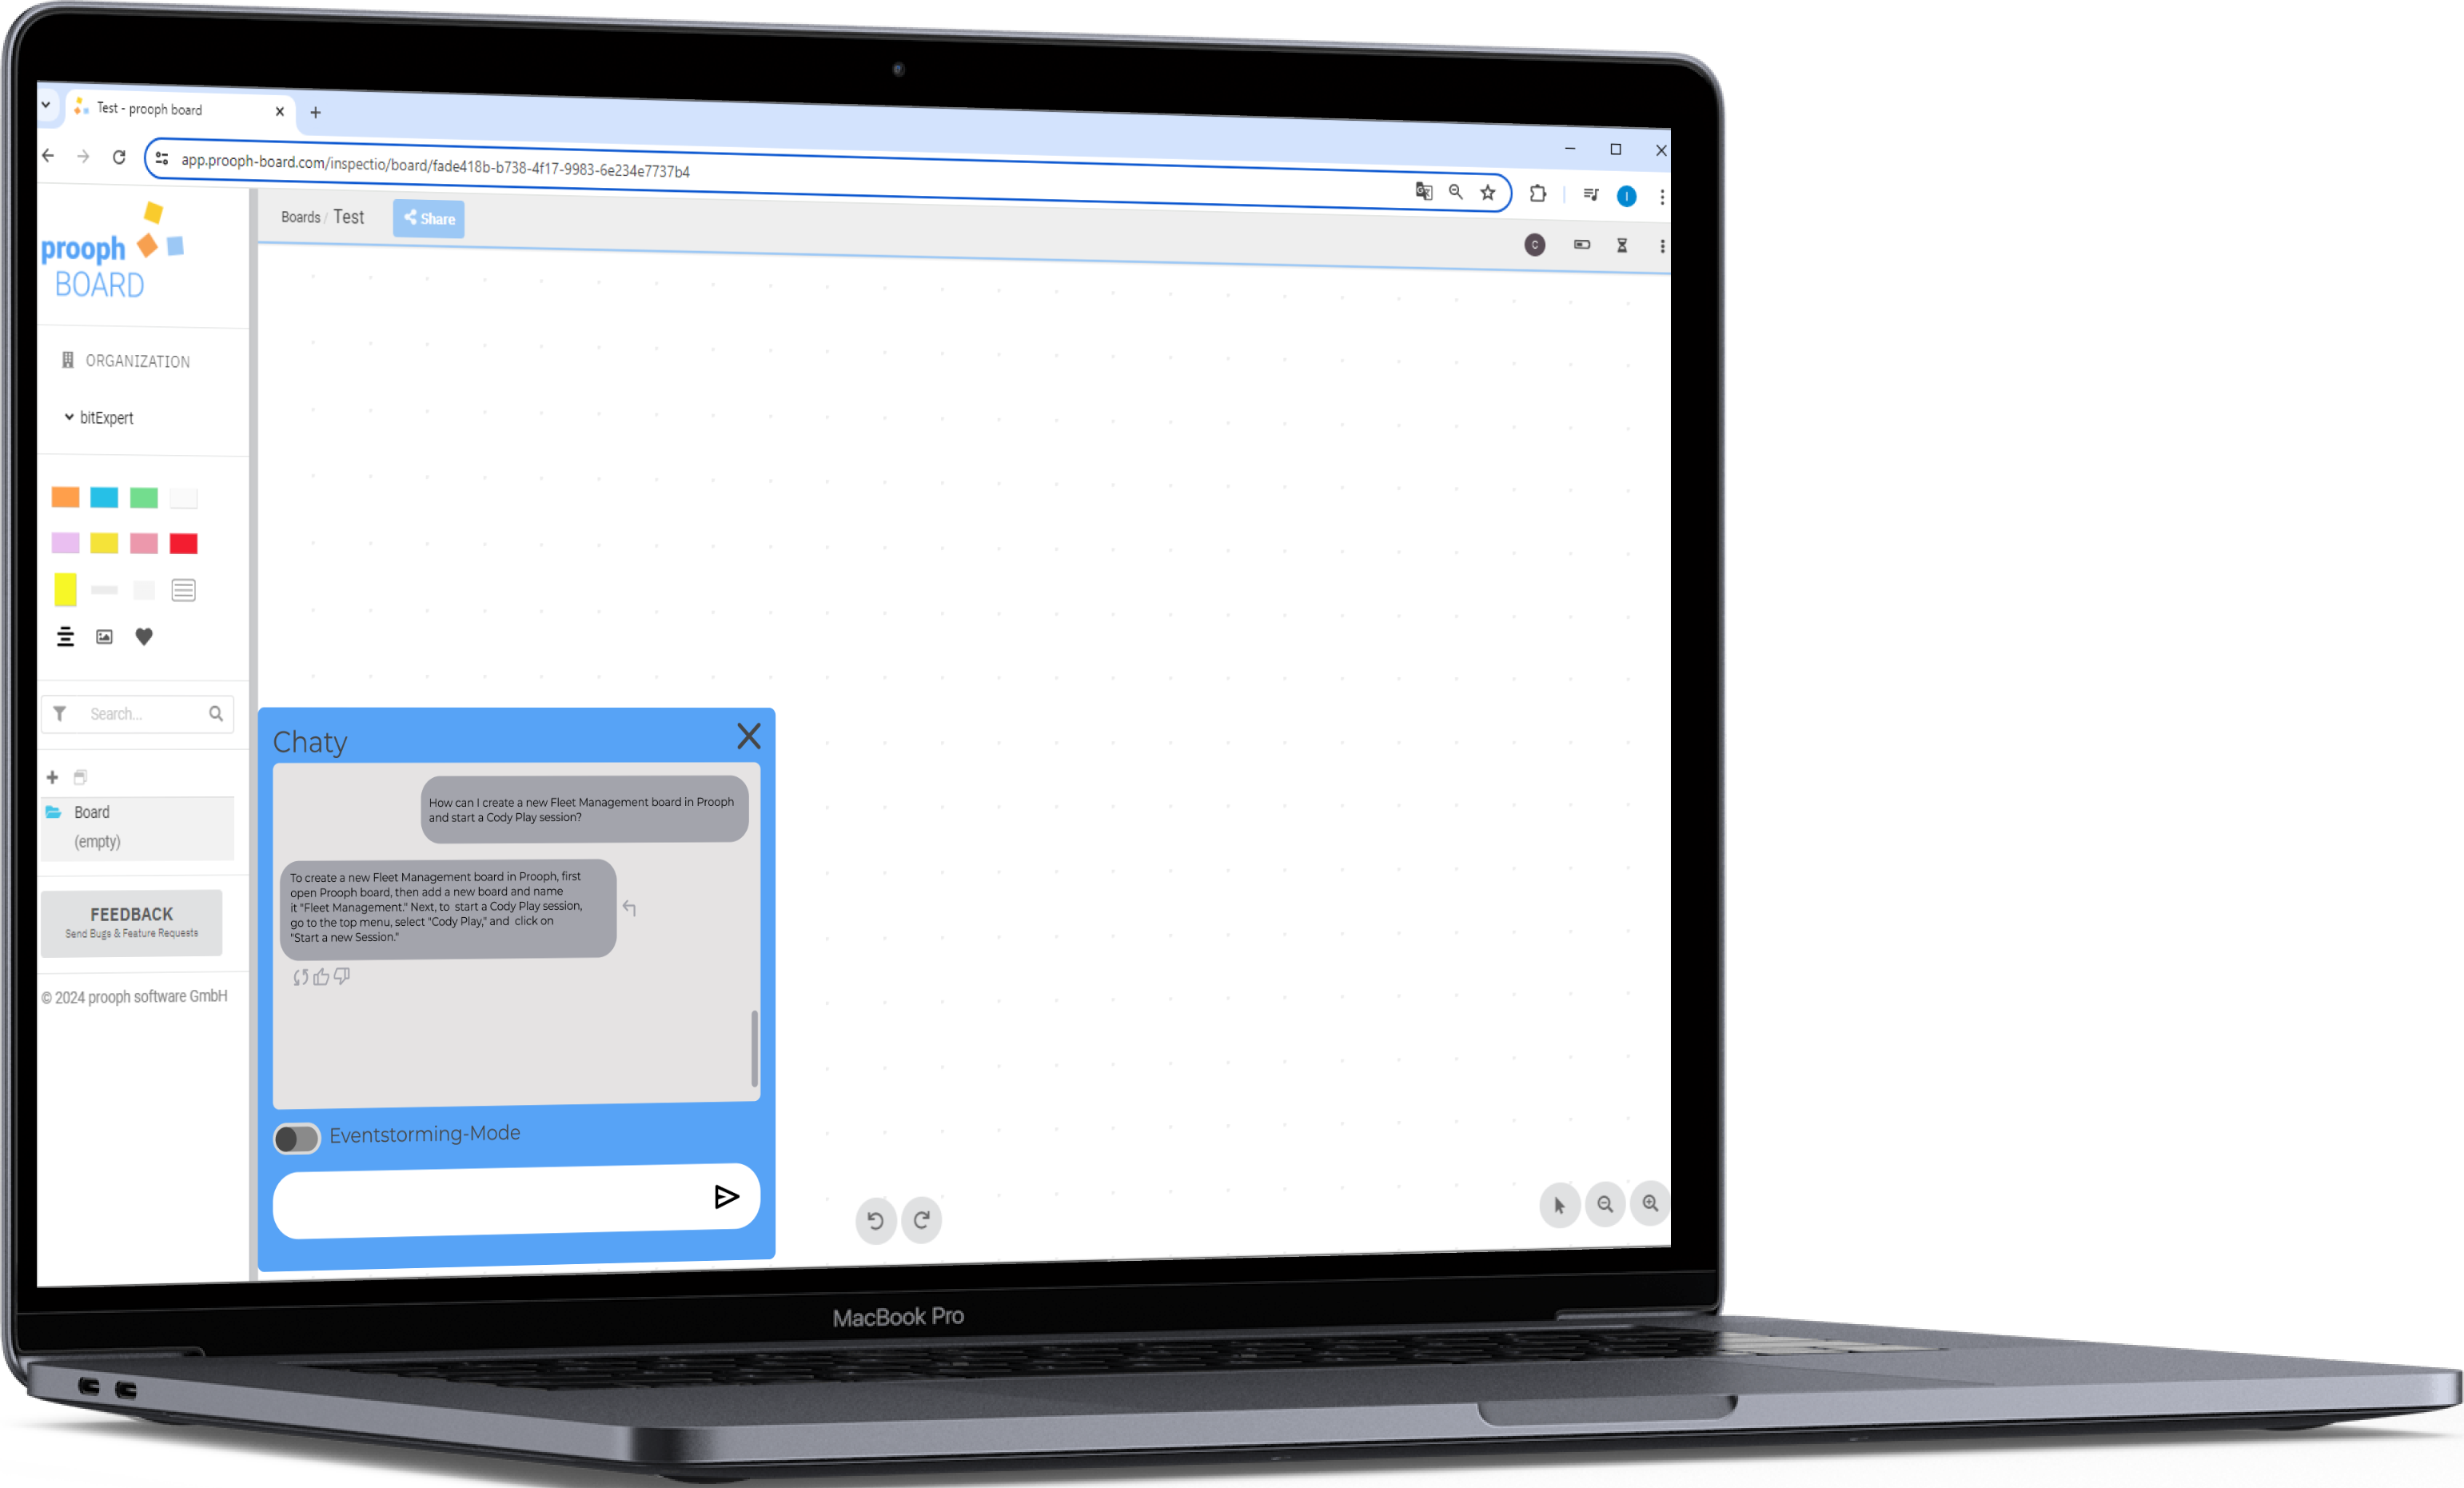 Test - prooph board
app.prooph-board.com/inspectio/board/fade418b-b738-4f17-9983-6e234e7737b4
I
prooph
BOARD
Boards / Test
Share
C
ORGANIZATION
bitExpert
Search...
Board
(empty)
FEEDBACK
Send Bugs & Feature Requests
© 2024 prooph software GmbH
Chaty
How can I create a new Fleet Management board in Prooph
and start a Cody Play session?
To create a new Fleet Management board in Prooph, first
open Prooph board, then add a new board and name
it "Fleet Management." Next, to start a Cody Play session,
go to the top menu, select "Cody Play," and click on
"Start a new Session."
Eventstorming-Mode
MacBook Pro